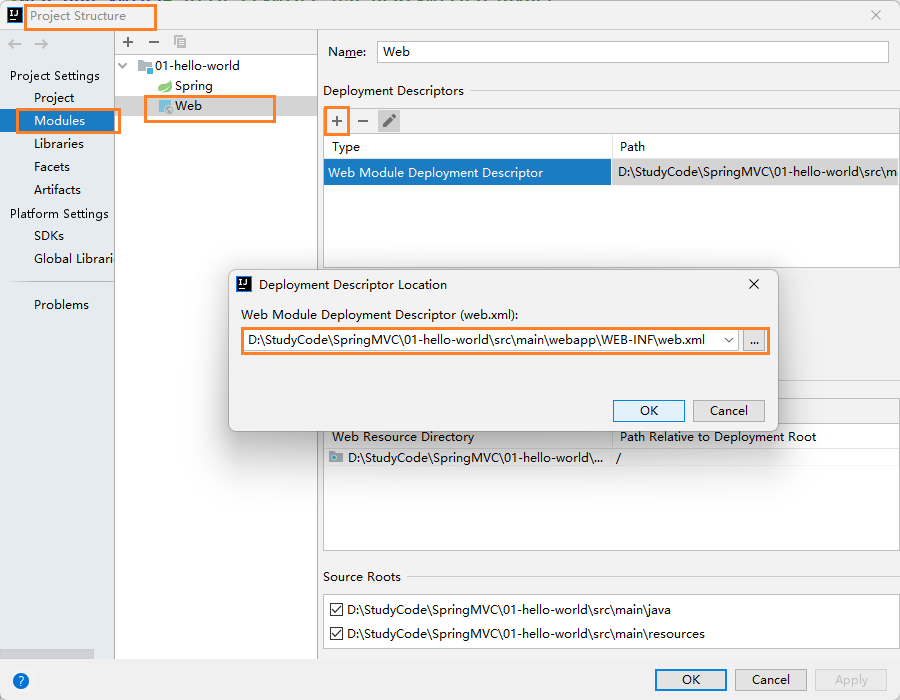 Project Structure
Project Settings
Project
Modules
Libraries
Facets
Artifacts
Platform Settings
SDKs
Global Librari
Problems
01-hello-world
Spring
Web
Name:
Web
Deployment Descriptors
Type
Path
Web Module Deployment Descriptor
D:\StudyCode\SpringMVC\01-hello-world\src\m
Deployment Descriptor Location
Web Module Deployment Descriptor (web.xml):
D:\StudyCode\SpringMVC\01-hello-world\src\main\webapp\WEB-INF\web.xml
...
OK
Cancel
Web Resource Directory
Path Relative to Deployment Root
D:\StudyCode\SpringMVC\01-hello-world\...
/
Source Roots
D:\StudyCode\SpringMVC\01-hello-world\src\main\java
D:\StudyCode\SpringMVC\01-hello-world\src\main\resources
?
OK
Cancel
Apply